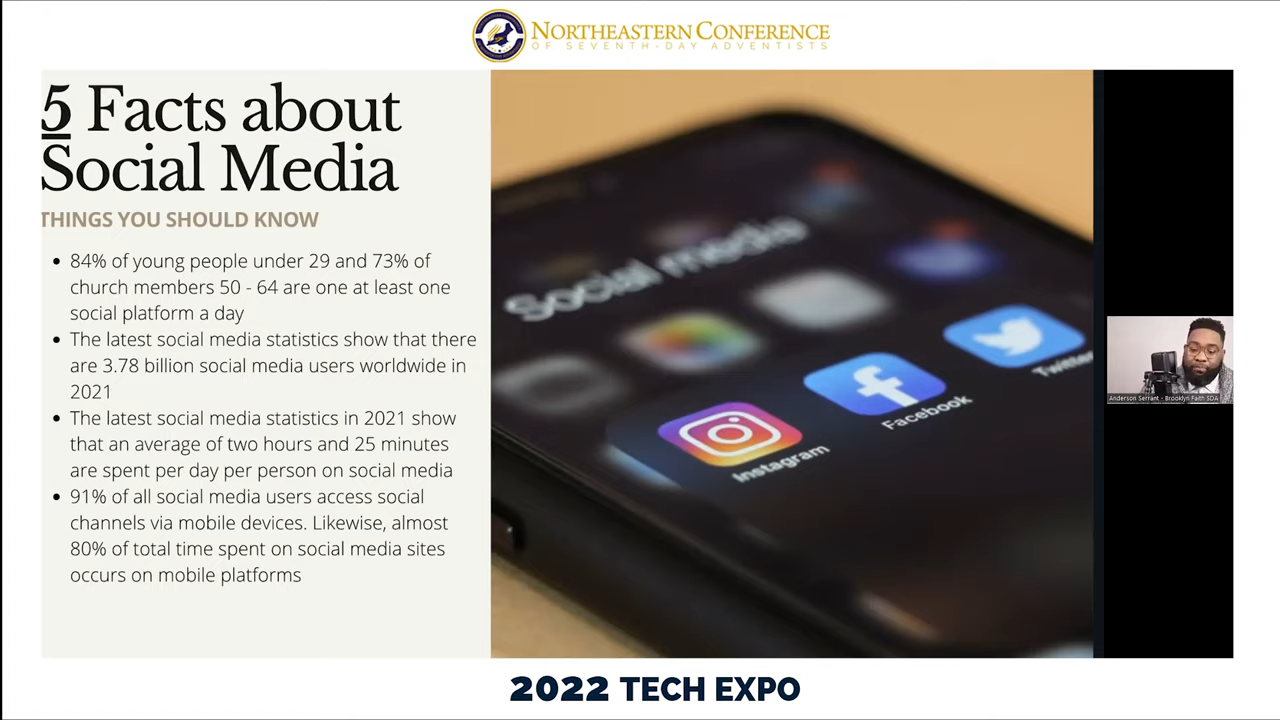 NORTHEASTERN CONFERENCE
OF SEVENTH-DAY ADVENTISTS
5 Facts about
Social Media
THINGS YOU SHOULD KNOW
• 84% of young people under 29 and 73% of
church members 50 - 64 are one at least one
social platform a day
• The latest social media statistics show that there
are 3.78 billion social media users worldwide in
2021
• The latest social media statistics in 2021 show
that an average of two hours and 25 minutes
are spent per day per person on social media
• 91% of all social media users access social
channels via mobile devices. Likewise, almost
80% of total time spent on social media sites
occurs on mobile platforms
Social media
Instagram
Facebook
Twitter
Anderson Serrant - Brooklyn Faith SDA
2022 TECH EXPO